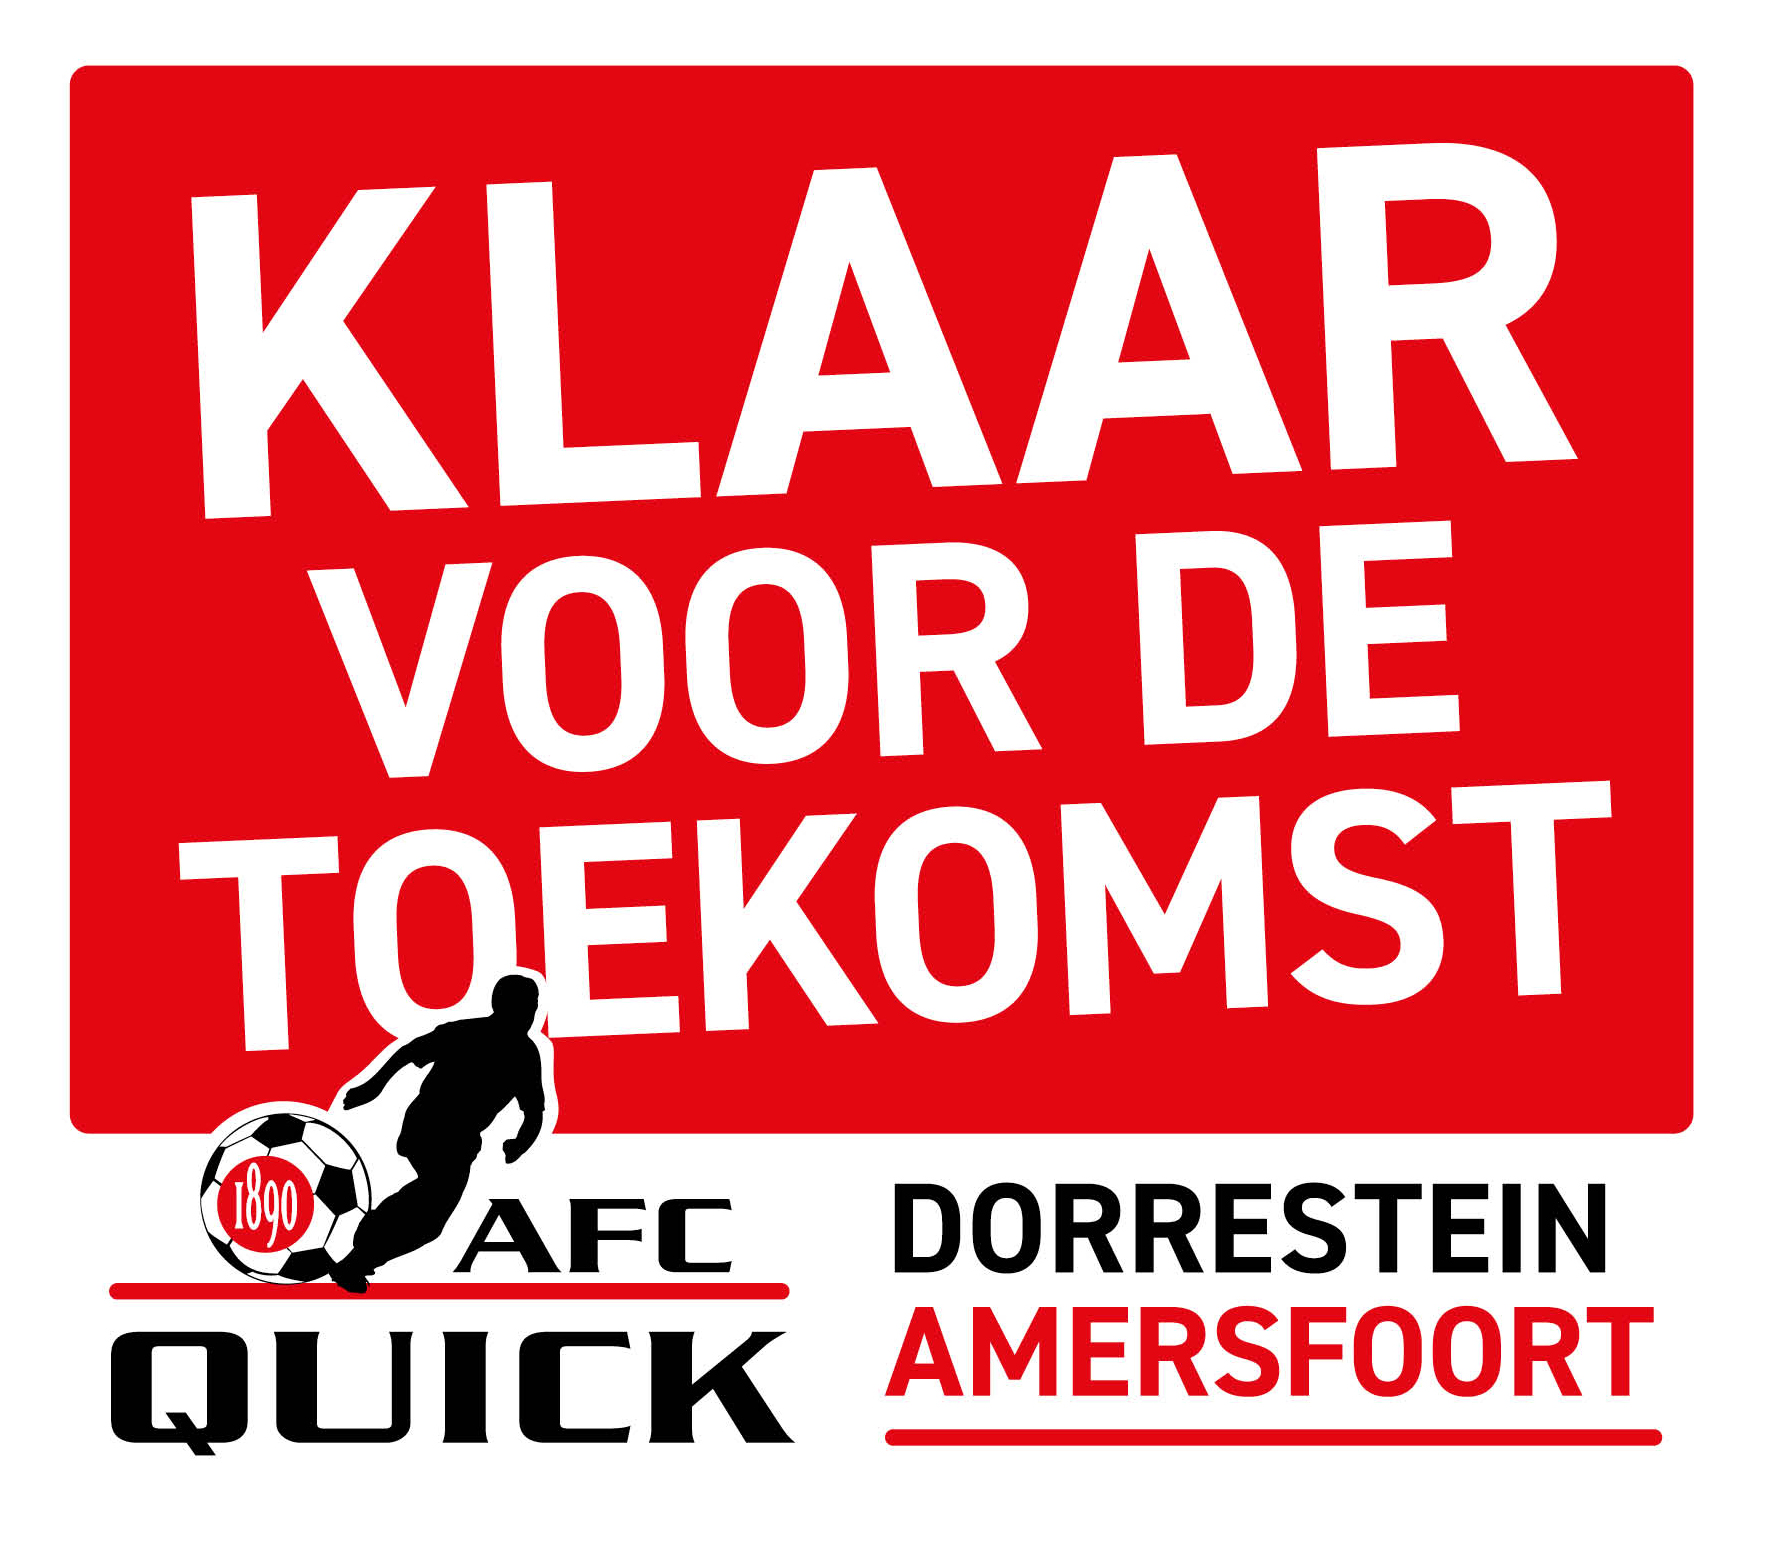 KLAAR
VOOR DE
TOEKOMST
1890
AFC
QUICK
DORRESTEIN
AMERSFOORT